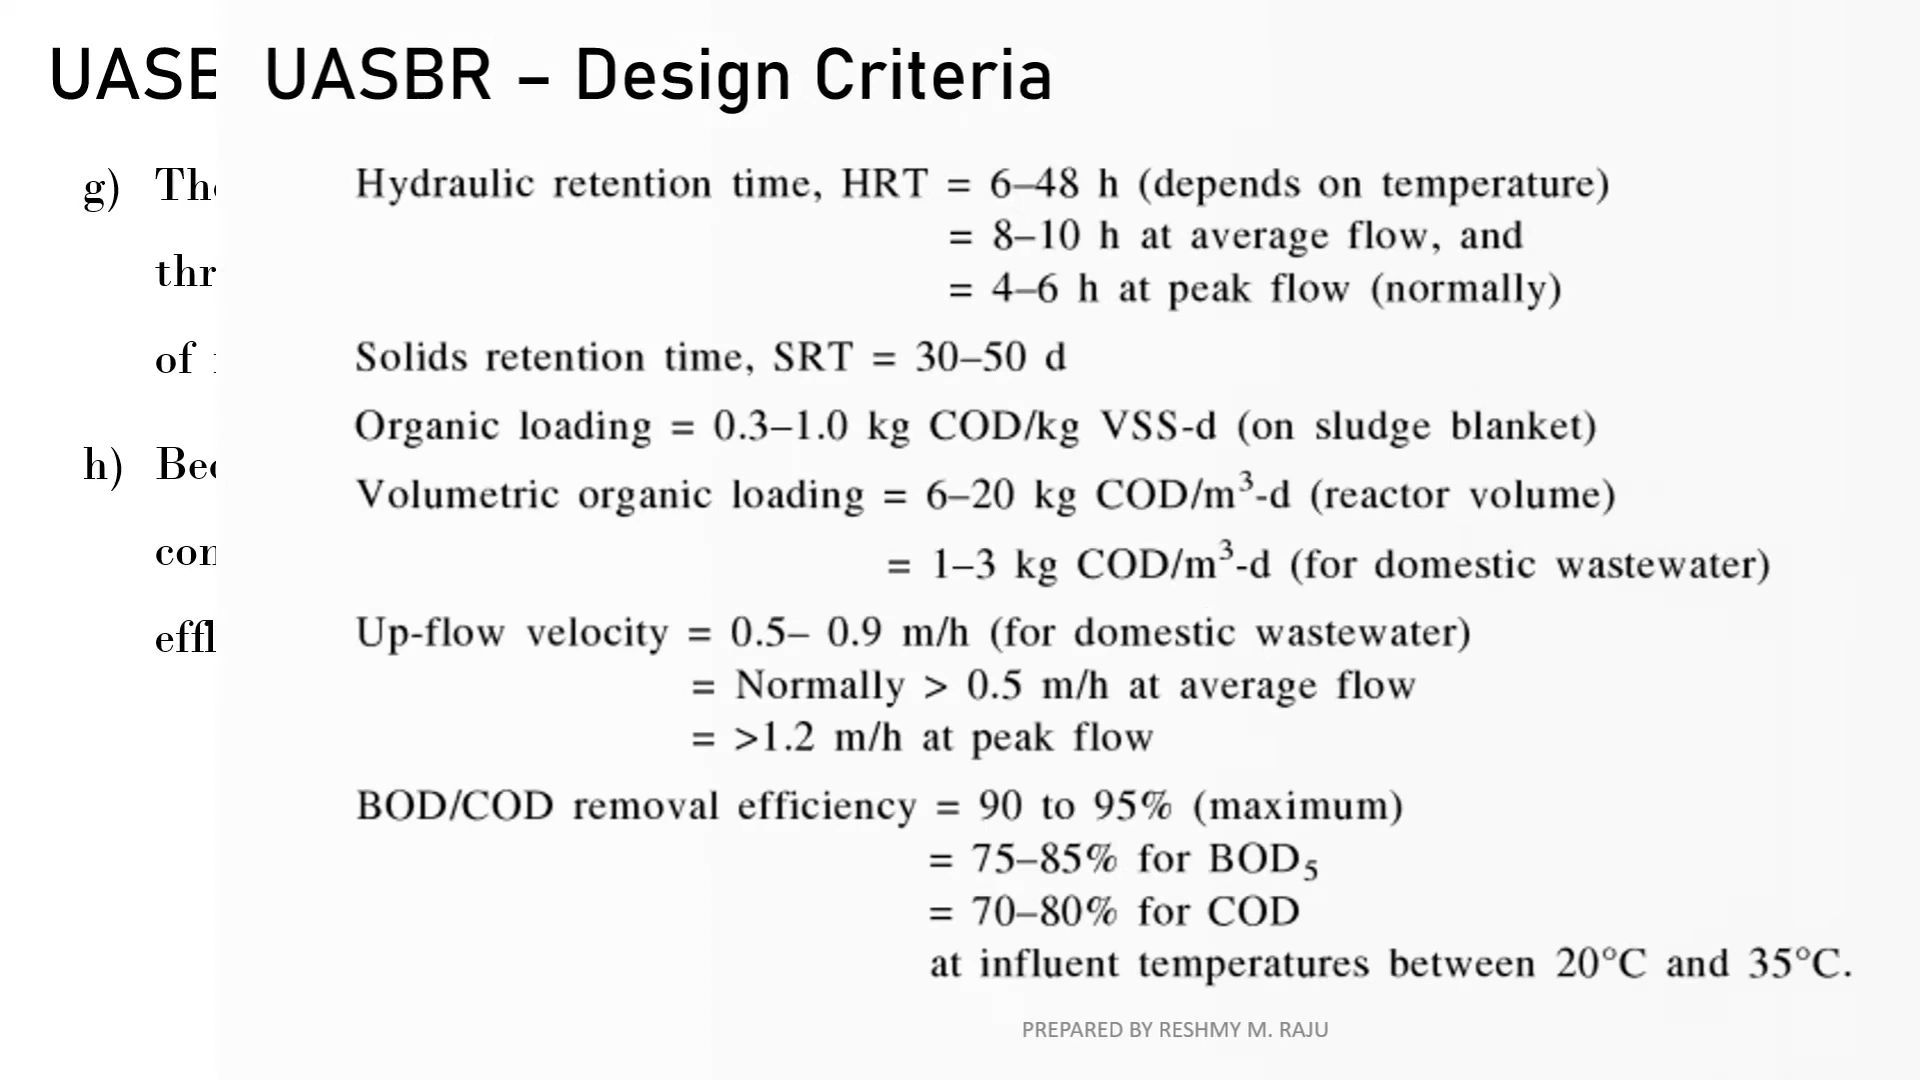 UASB
UASBR – Design Criteria
g)
thr
of
h)
con
effl
Hydraulic retention time, HRT = 6–48 h (depends on temperature)
= 8–10 h at average flow, and
= 4–6 h at peak flow (normally)
Solids retention time, SRT = 30–50 d
Organic loading = 0.3–1.0 kg COD/kg VSS-d (on sludge blanket)
Volumetric organic loading = 6–20 kg COD/m³-d (reactor volume)
= 1–3 kg COD/m³-d (for domestic wastewater)
Up-flow velocity = 0.5– 0.9 m/h (for domestic wastewater)
= Normally > 0.5 m/h at average flow
= >1.2 m/h at peak flow
BOD/COD removal efficiency = 90 to 95% (maximum)
= 75–85% for BOD₅
= 70–80% for COD
at influent temperatures between 20°C and 35°C.
PREPARED BY RESHMY M. RAJU